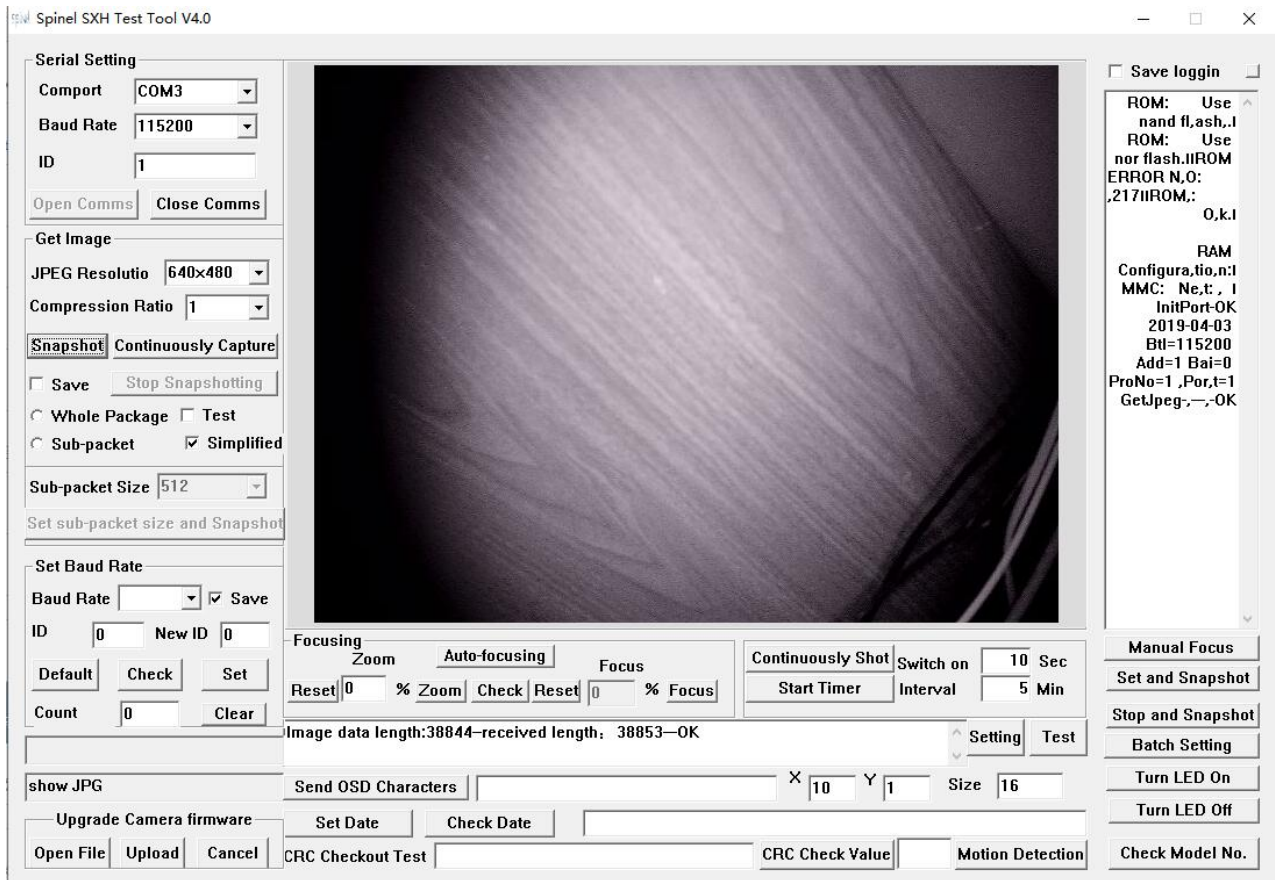 Spinel SXH Test Tool V4.0
Serial Setting
Comport COM3
Baud Rate 115200
ID 1
Open Comms Close Comms
Get Image
JPEG Resolutio 640×480
Compression Ratio 1
Snapshot Continuously Capture
Save Stop Snapshotting
Whole Package Test
Sub-packet Simplified
Sub-packet Size 512
Set sub-packet size and Snapshot
Set Baud Rate
Baud Rate Save
ID 0 New ID 0
Default Check Set
Count 0 Clear
show JPG
Upgrade Camera firmware
Open File Upload Cancel
Focusing
Zoom Auto-focusing Focus
Reset 0 % Zoom Check Reset 0 % Focus
Continuously Shot Switch on 10 Sec
Start Timer Interval 5 Min
Image data length:38844--received length: 38853---OK
Setting Test
Send OSD Characters X 10 Y 1 Size 16
Set Date Check Date
CRC Checkout Test CRC Check Value Motion Detection
Save loggin
ROM: Use
nand fl,ash,.I
ROM: Use
nor flash.IIROM
ERROR N,O:
,217IIROM,:
O,k.I
RAM
Configura,tio,n:I
MMC: Ne,t: , I
InitPort-OK
2019-04-03
Btl=115200
Add=1 Bai=0
ProNo=1 ,Por,t=1
GetJpeg-,---,-OK
Manual Focus
Set and Snapshot
Stop and Snapshot
Batch Setting
Turn LED On
Turn LED Off
Check Model No.